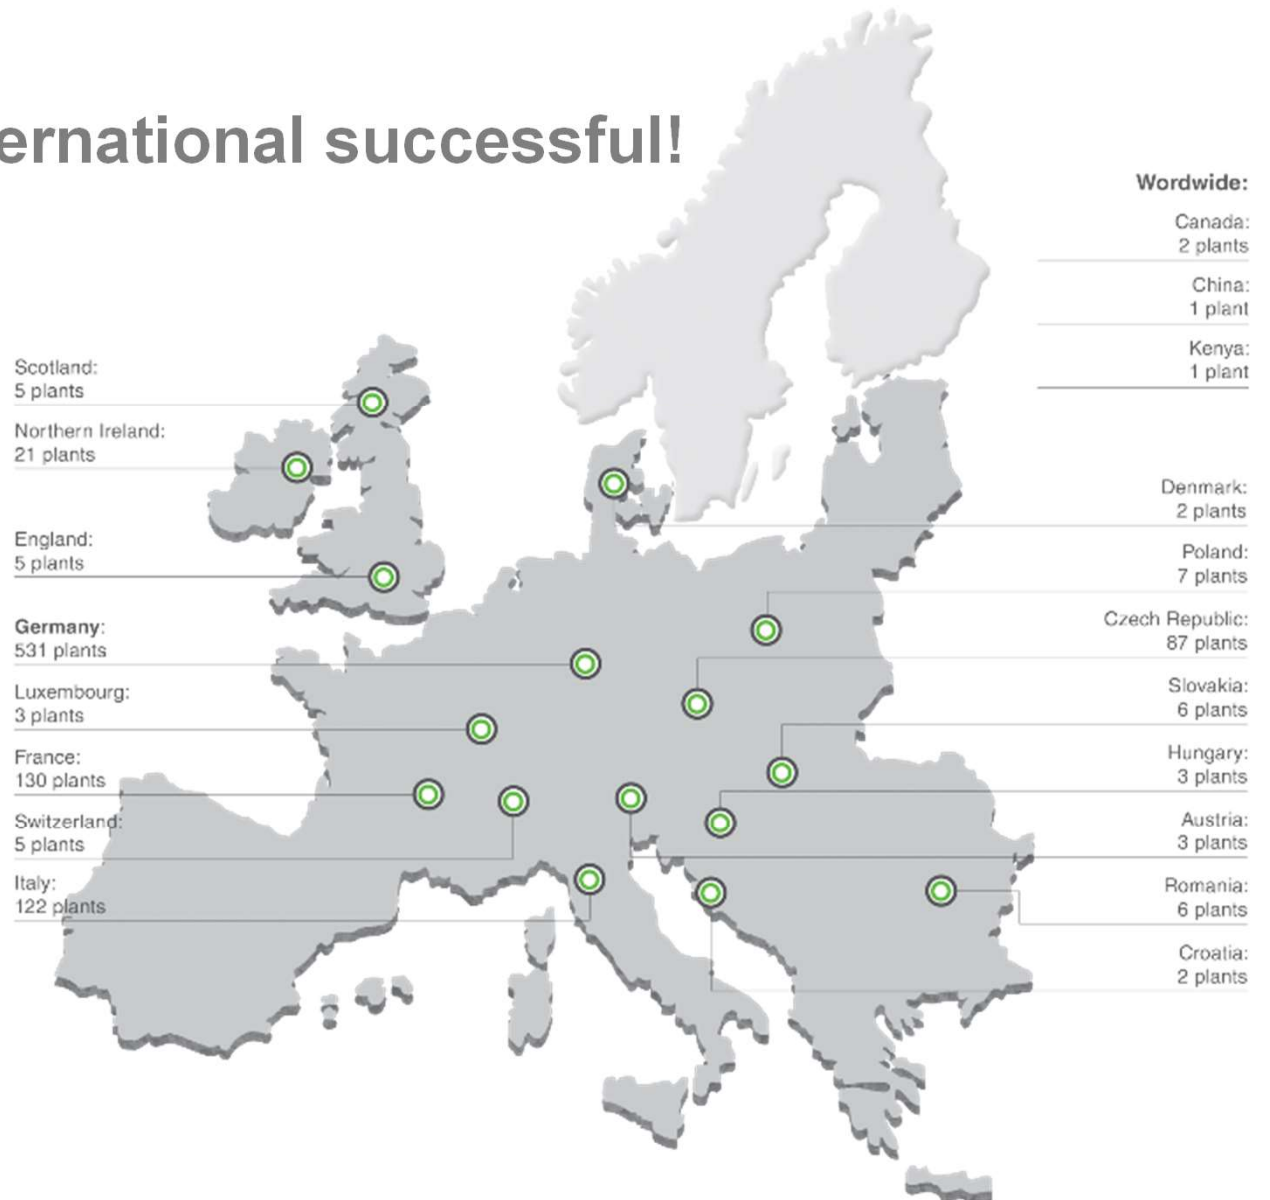 ernational successful!
Wordwide:
Canada:
2 plants
China:
1 plant
Kenya:
1 plant
Scotland:
5 plants
Northern Ireland:
21 plants
England:
5 plants
Germany:
531 plants
Luxembourg:
3 plants
France:
130 plants
Switzerland:
5 plants
Italy:
122 plants
Denmark:
2 plants
Poland:
7 plants
Czech Republic:
87 plants
Slovakia:
6 plants
Hungary:
3 plants
Austria:
3 plants
Romania:
6 plants
Croatia:
2 plants